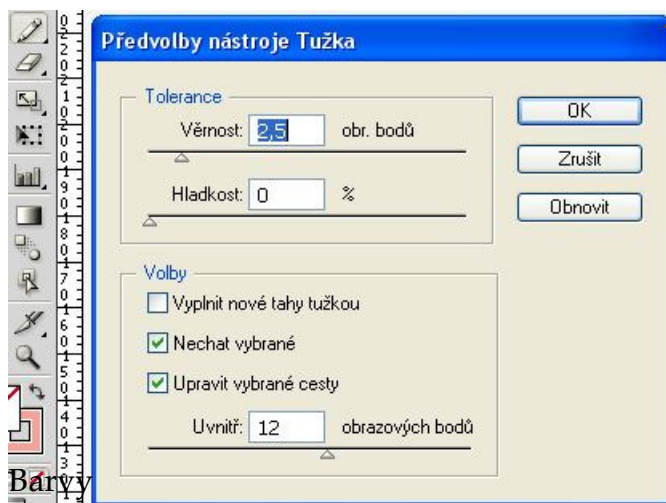 Předvolby nástroje Tužka
Tolerance
Věrnost: 2,5 obr. bodů
Hladkost: 0 %
OK
Zrušit
Obnovit
Volby
Vyplnit nové tahy tužkou
Nechat vybrané
Upravit vybrané cesty
Uvnitř: 12 obrazových bodů
Barvy